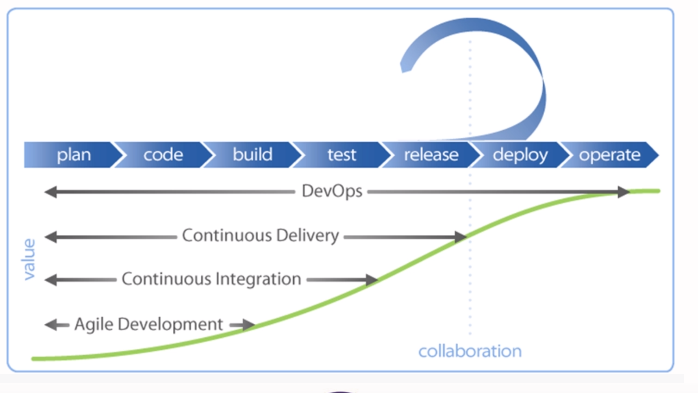 plan code build test release deploy operate
DevOps
Continuous Delivery
value
Continuous Integration
Agile Development
collaboration